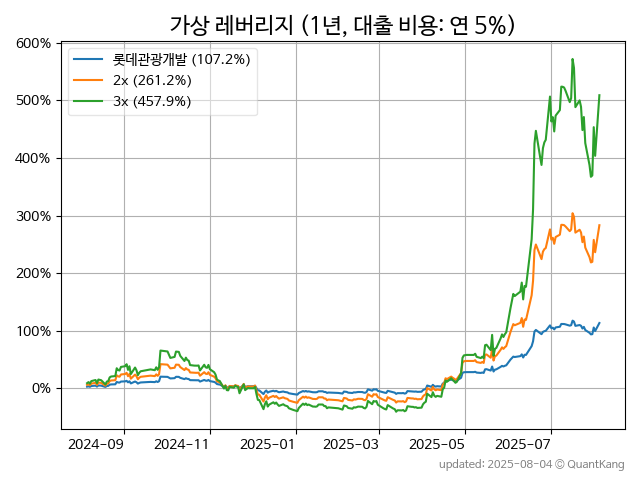 가상 레버리지 (1년, 대출 비용: 연 5%)
600%
500%
400%
300%
200%
100%
0%
롯데관광개발 (107.2%)
2x (261.2%)
3x (457.9%)
2024-09
2024-11
2025-01
2025-03
2025-05
2025-07
updated: 2025-08-04 © QuantKang